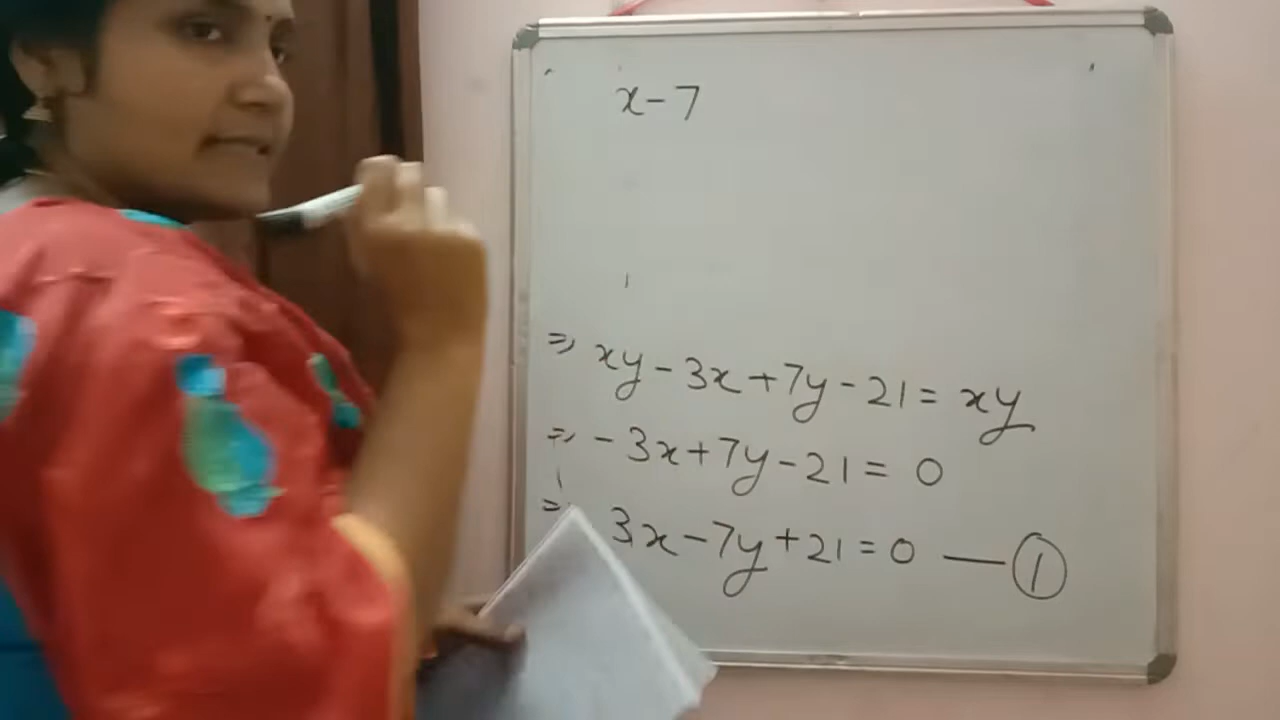 x-7
⇒ xy-3x+7y-21= xy
⇒ -3x+7y-21= 0
⇒ 3x-7y+21=0 — ①